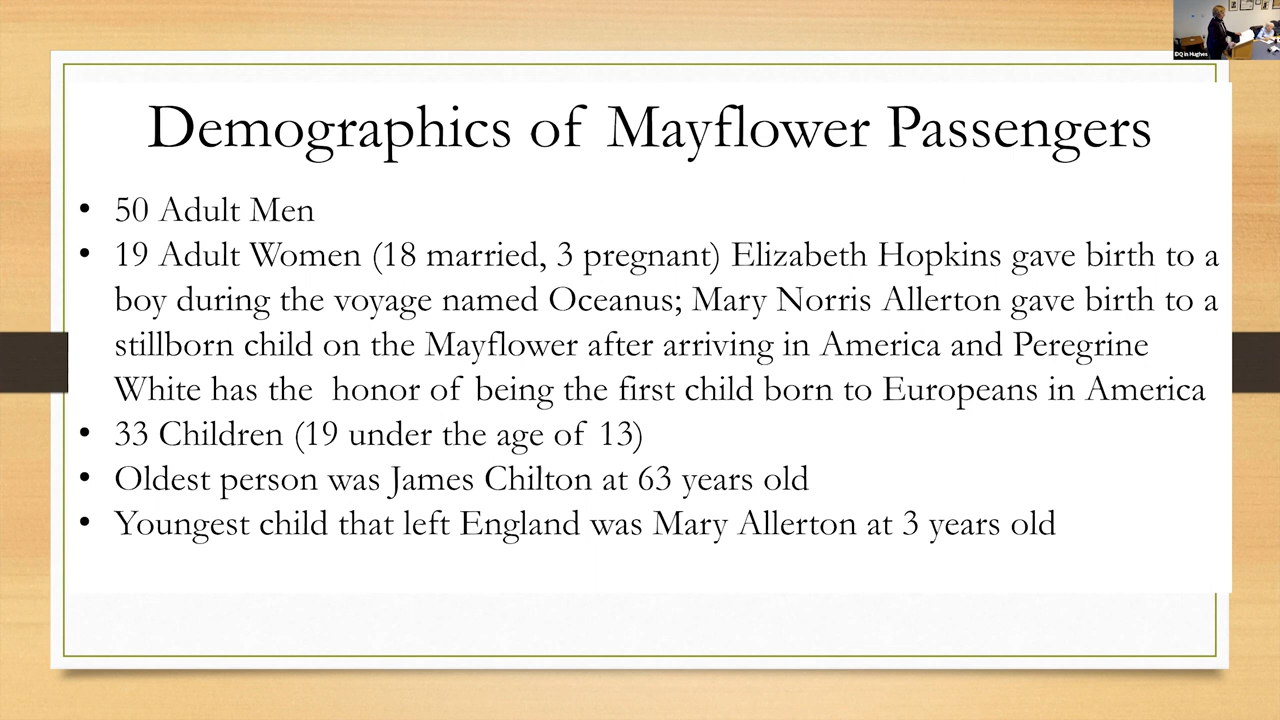 IDQ in Hughes
Demographics of Mayflower Passengers
• 50 Adult Men
• 19 Adult Women (18 married, 3 pregnant) Elizabeth Hopkins gave birth to a
boy during the voyage named Oceanus; Mary Norris Allerton gave birth to a
stillborn child on the Mayflower after arriving in America and Peregrine
White has the honor of being the first child born to Europeans in America
• 33 Children (19 under the age of 13)
• Oldest person was James Chilton at 63 years old
• Youngest child that left England was Mary Allerton at 3 years old